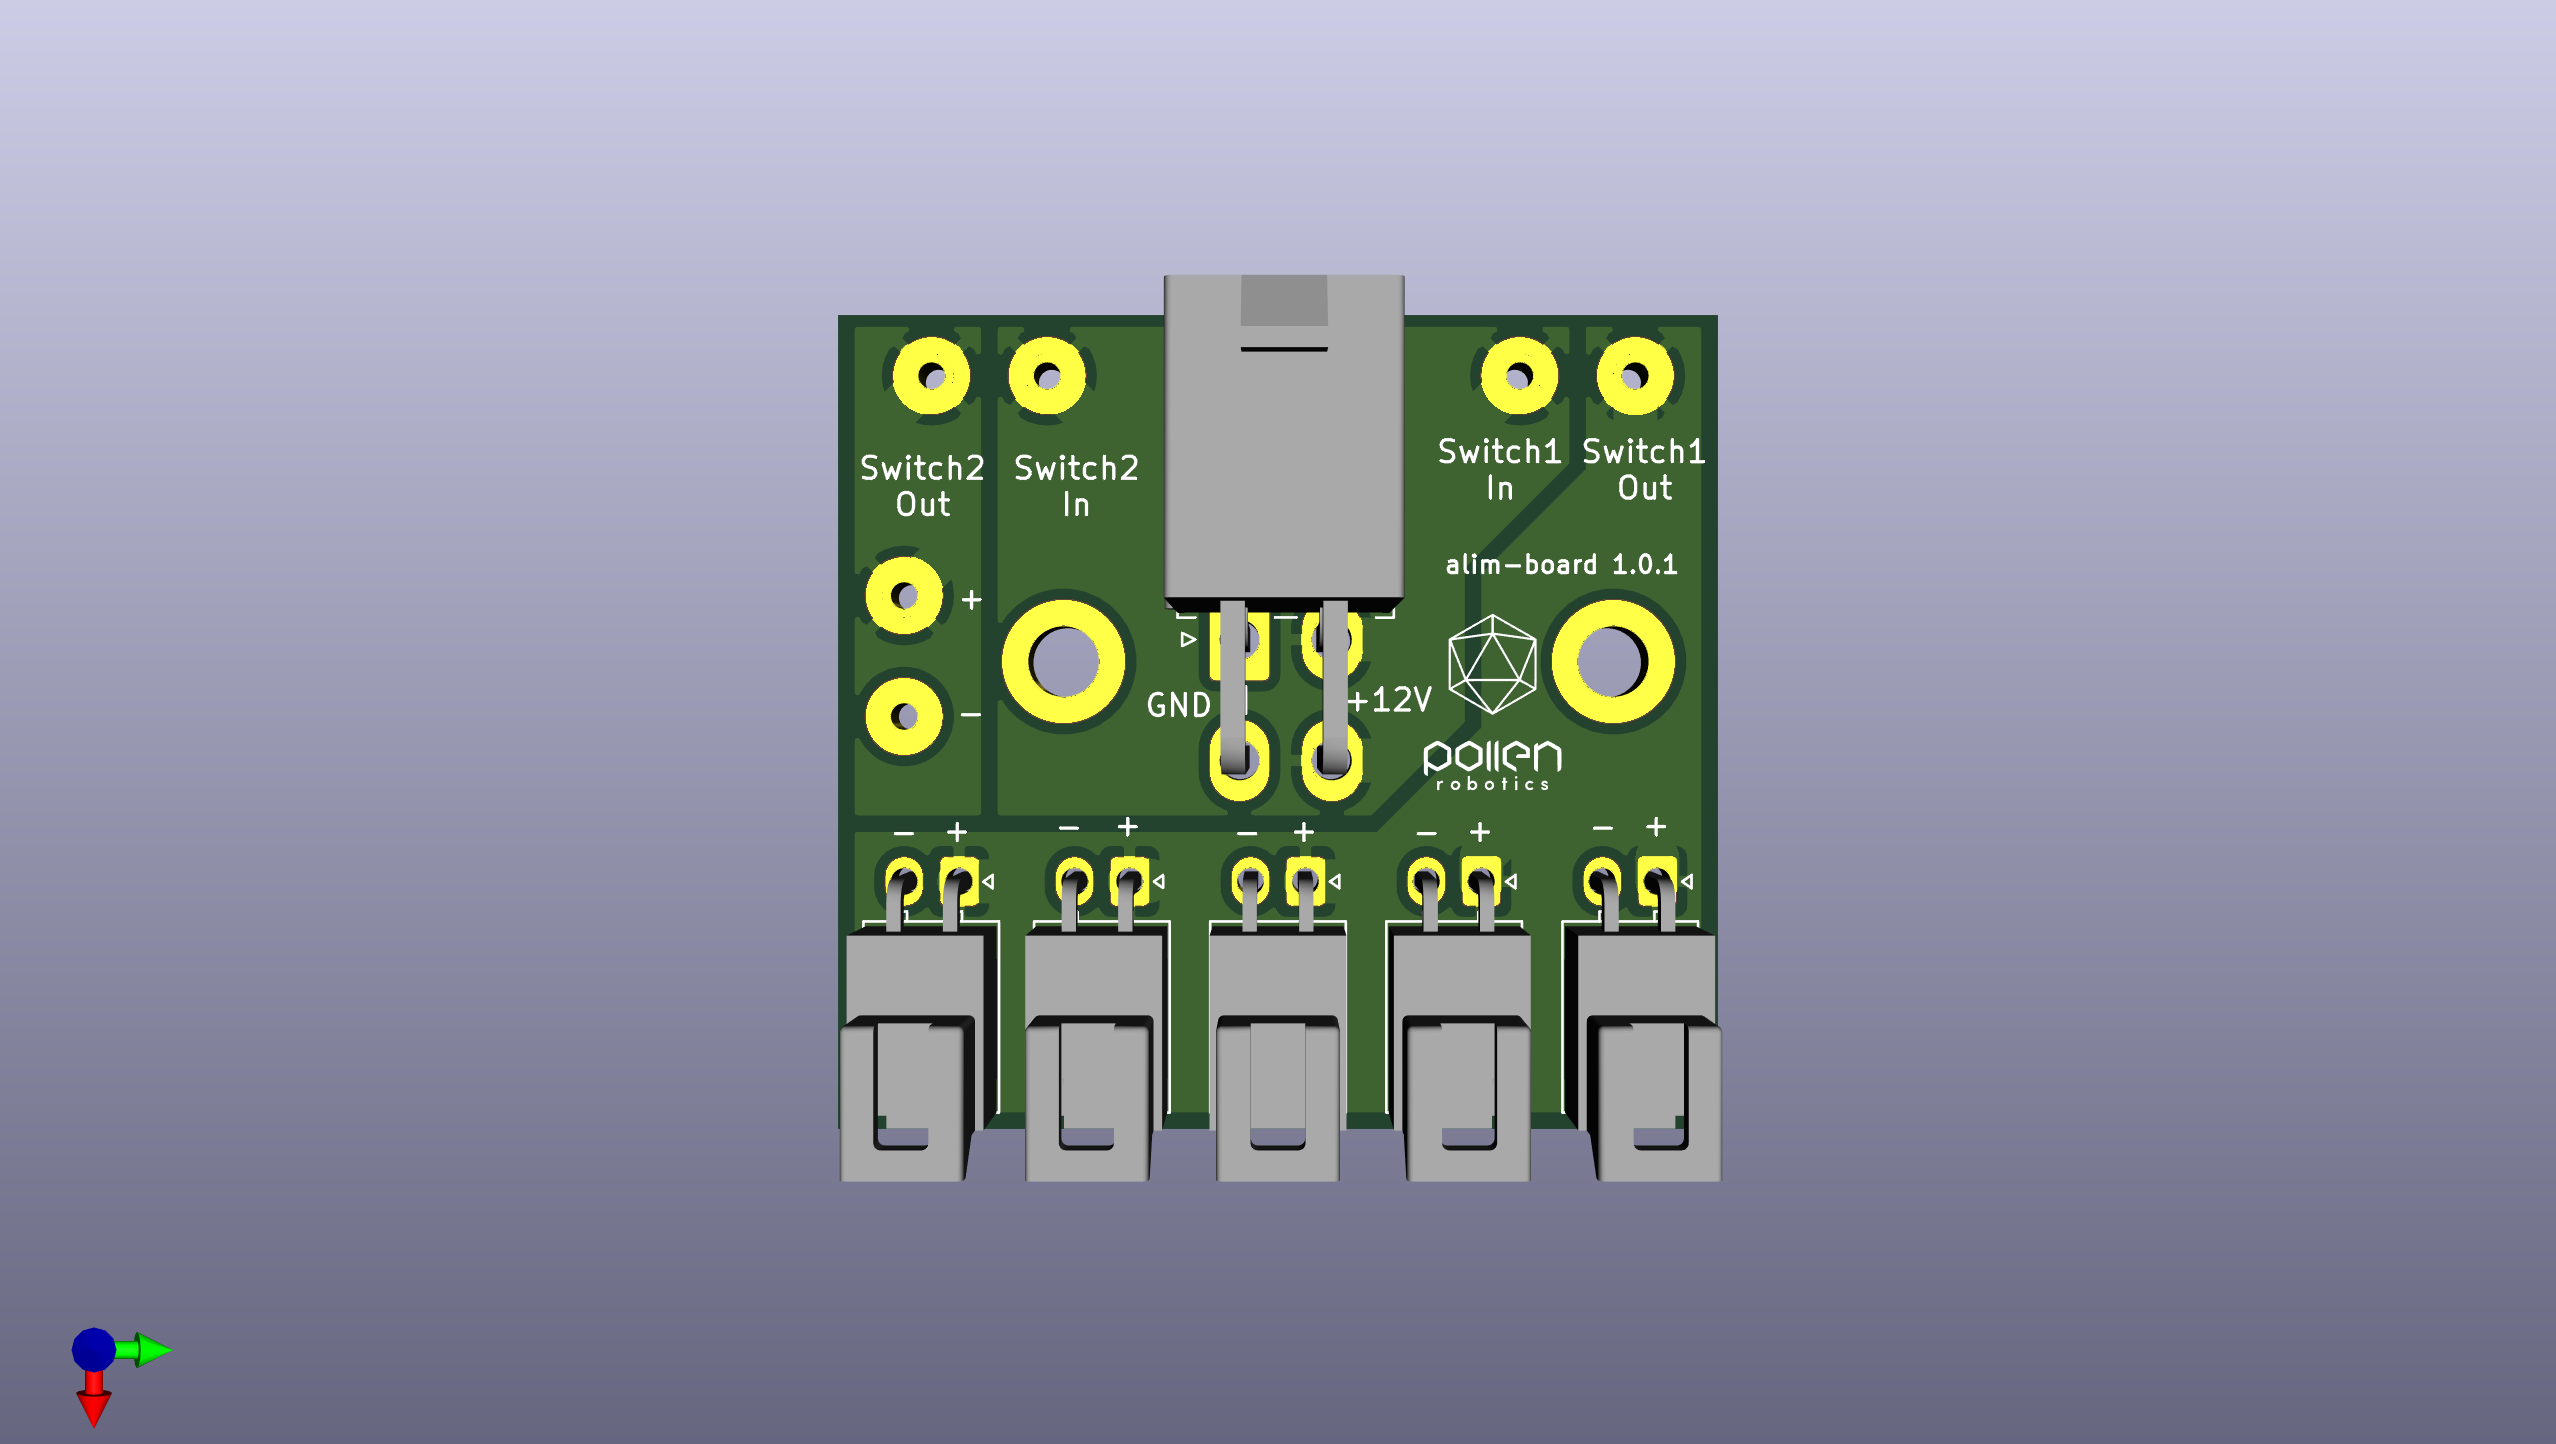 Switch2
Out
Switch2
In
Switch1
In
Switch1
Out
alim-board 1.0.1
+
-
GND
+12V
pollen
robotics
- +
- +
- +
- +
- +